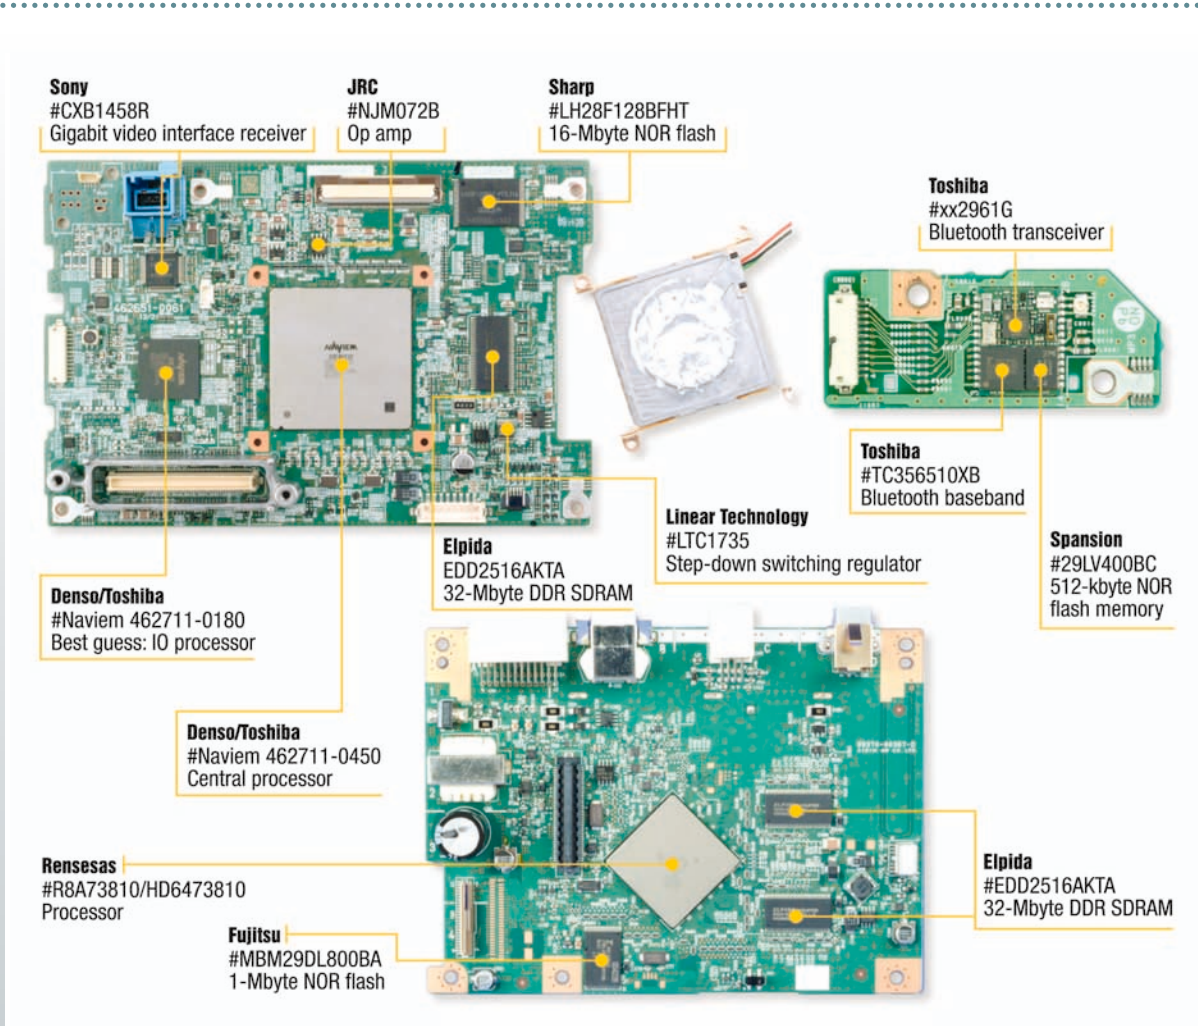 Sony
#CXB1458R
Gigabit video interface receiver
JRC
#NJM072B
Op amp
Sharp
#LH28F128BFHT
16-Mbyte NOR flash
Toshiba
#xx2961G
Bluetooth transceiver
462651-0061
Toshiba
#TC356510XB
Bluetooth baseband
Linear Technology
#LTC1735
Step-down switching regulator
Spansion
#29LV400BC
512-kbyte NOR
flash memory
Elpida
EDD2516AKTA
32-Mbyte DDR SDRAM
Denso/Toshiba
#Naviem 462711-0180
Best guess: IO processor
Denso/Toshiba
#Naviem 462711-0450
Central processor
Rensesas
#R8A73810/HD6473810
Processor
Elpida
#EDD2516AKTA
32-Mbyte DDR SDRAM
Fujitsu
#MBM29DL800BA
1-Mbyte NOR flash